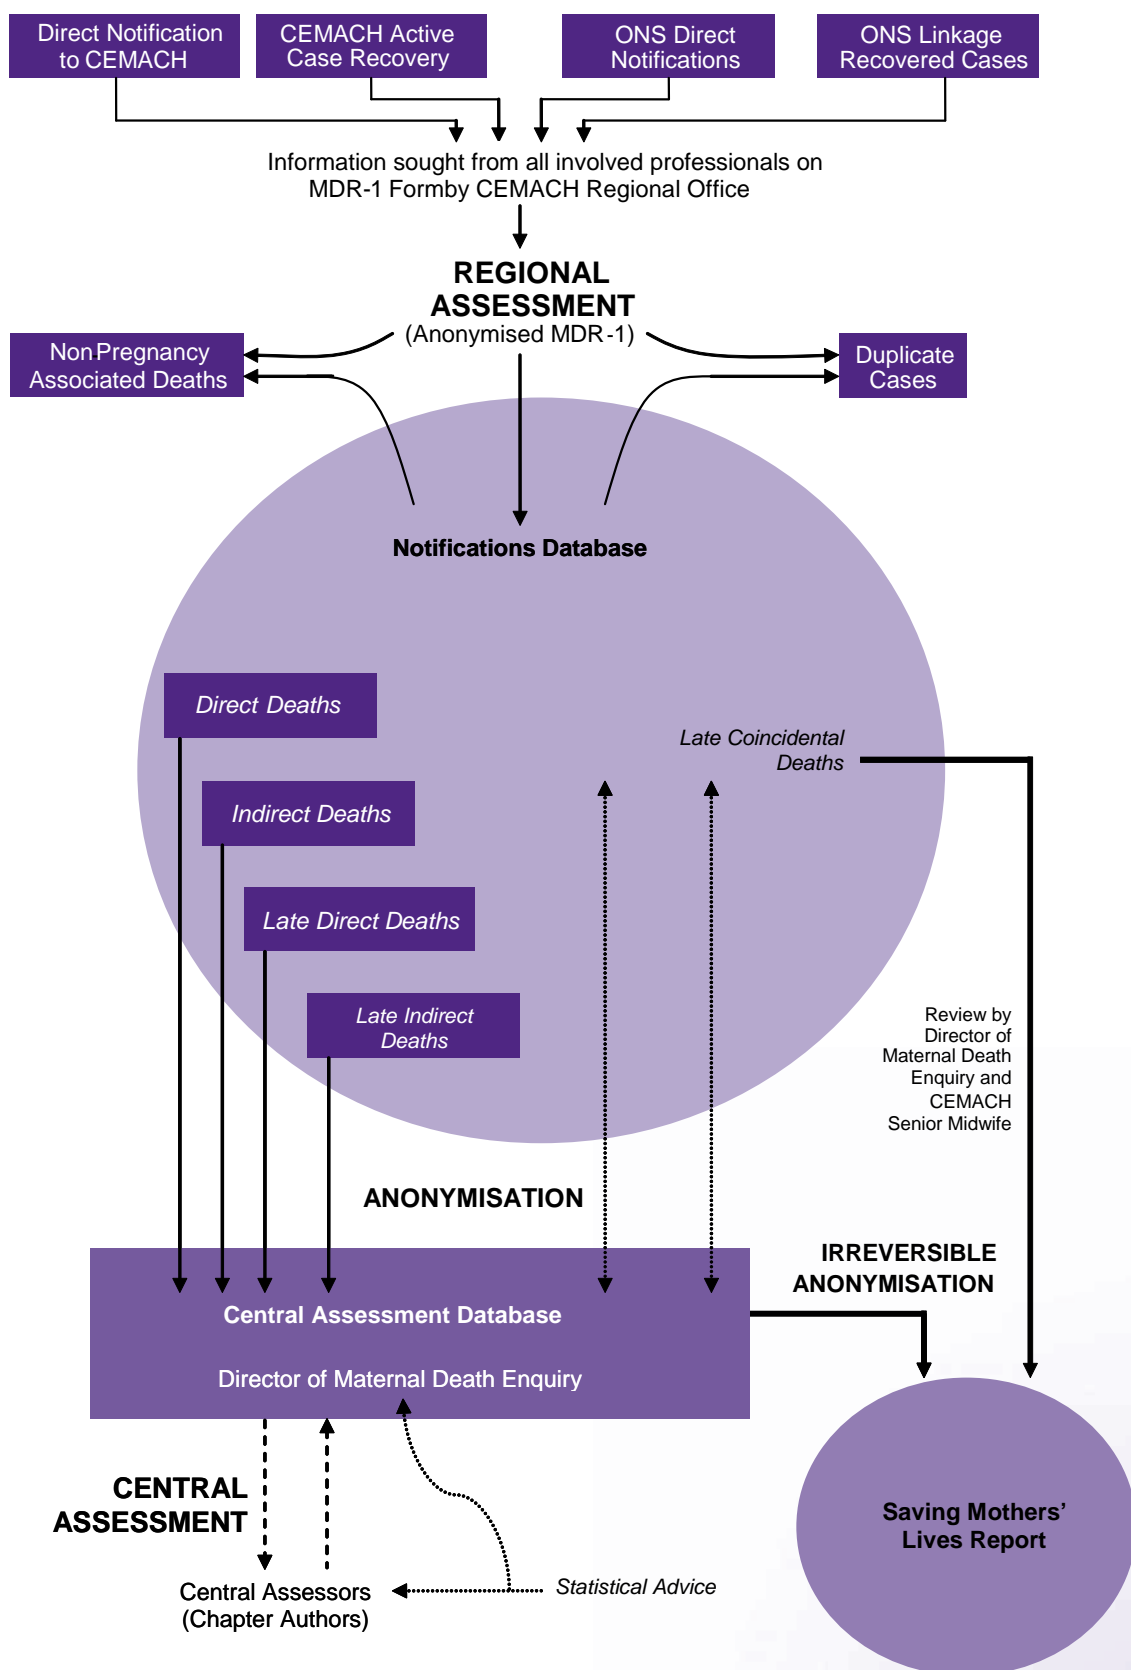 Direct Notification
to CEMACH
CEMACH Active
Case Recovery
ONS Direct
Notifications
ONS Linkage
Recovered Cases
Information sought from all involved professionals on
MDR-1 Formby CEMACH Regional Office
REGIONAL
ASSESSMENT
(Anonymised MDR-1)
NonPregnancy
Associated Deaths
Duplicate
Cases
Notifications Database
Direct Deaths
Late Coincidental
Deaths
Indirect Deaths
Late Direct Deaths
Late Indirect
Deaths
Review by
Director of
Maternal Death
Enquiry and
CEMACH
Senior Midwife
ANONYMISATION
IRREVERSIBLE
ANONYMISATION
Central Assessment Database
Director of Maternal Death Enquiry
CENTRAL
ASSESSMENT
Saving Mothers'
Lives Report
Central Assessors
(Chapter Authors)
Statistical Advice